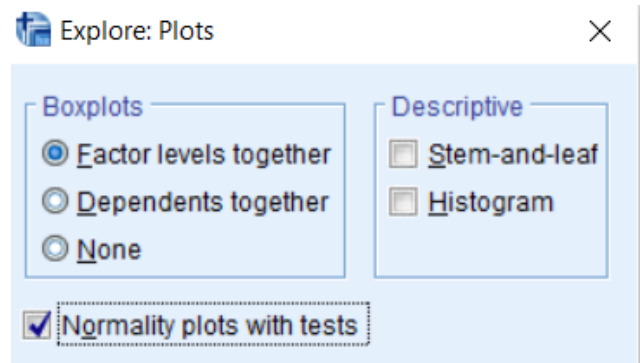 Explore: Plots
Boxplots
Factor levels together
Dependents together
None
Descriptive
Stem-and-leaf
Histogram
Normality plots with tests